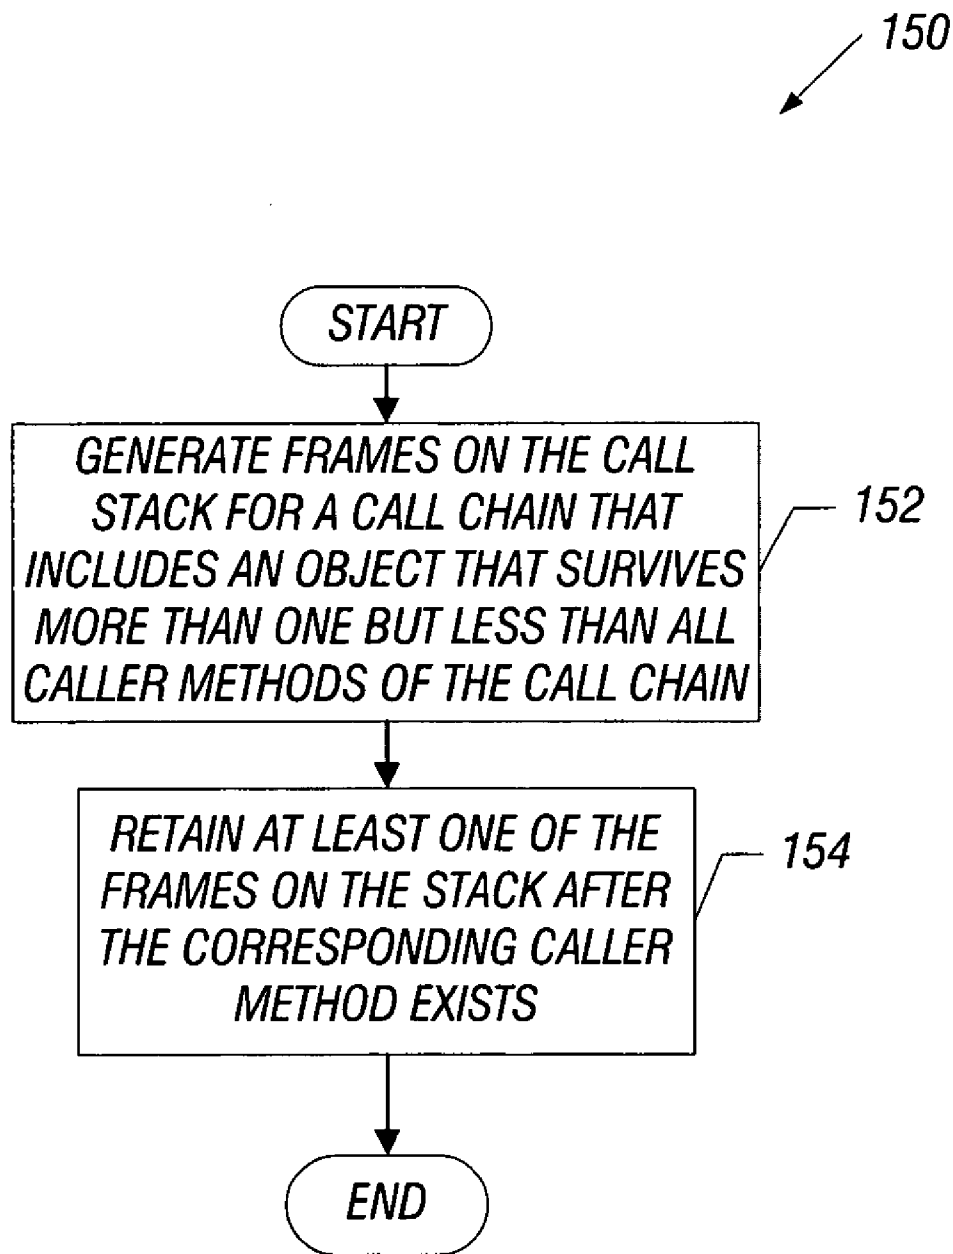 150
START
GENERATE FRAMES ON THE CALL
STACK FOR A CALL CHAIN THAT
INCLUDES AN OBJECT THAT SURVIVES
MORE THAN ONE BUT LESS THAN ALL
CALLER METHODS OF THE CALL CHAIN
152
RETAIN AT LEAST ONE OF THE
FRAMES ON THE STACK AFTER
THE CORRESPONDING CALLER
METHOD EXISTS
154
END